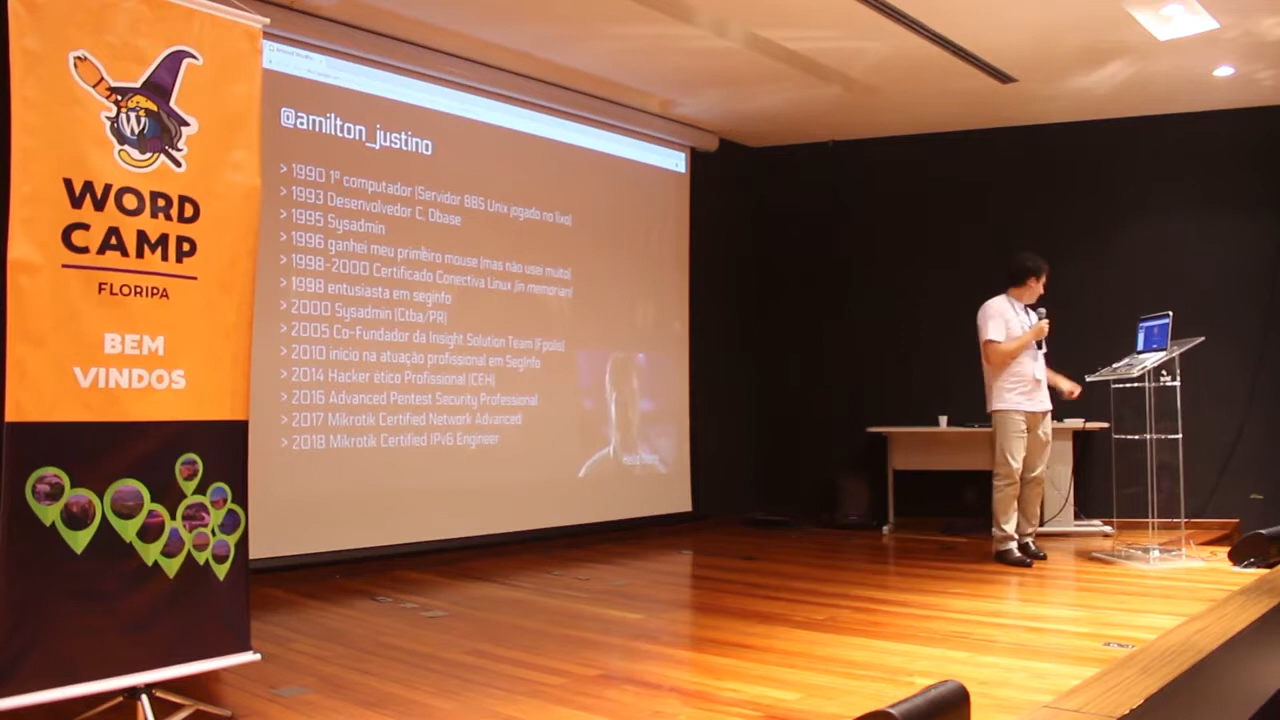 WORD
CAMP
FLORIPA
BEM
VINDOS
@amilton_justino
> 1990 1º computador (Servidor BBS Unix jogado no lixo)
> 1993 Desenvolvedor C, Dbase
> 1995 Sysadmin
> 1996 ganhei meu primeiro mouse (mas não usei muito)
> 1998-2000 Certificado Conectiva Linux (in memorian)
> 1998 entusiasta em seginfo
> 2000 Sysadmin (Ctba/PR)
> 2005 Co-Fundador da Insight Solution Team (Fpolis)
> 2010 início na atuação profissional em SegInfo
> 2014 Hacker ético Profissional (CEH)
> 2016 Advanced Pentest Security Professional
> 2017 Mikrotik Certified Network Advanced
> 2018 Mikrotik Certified IPv6 Engineer